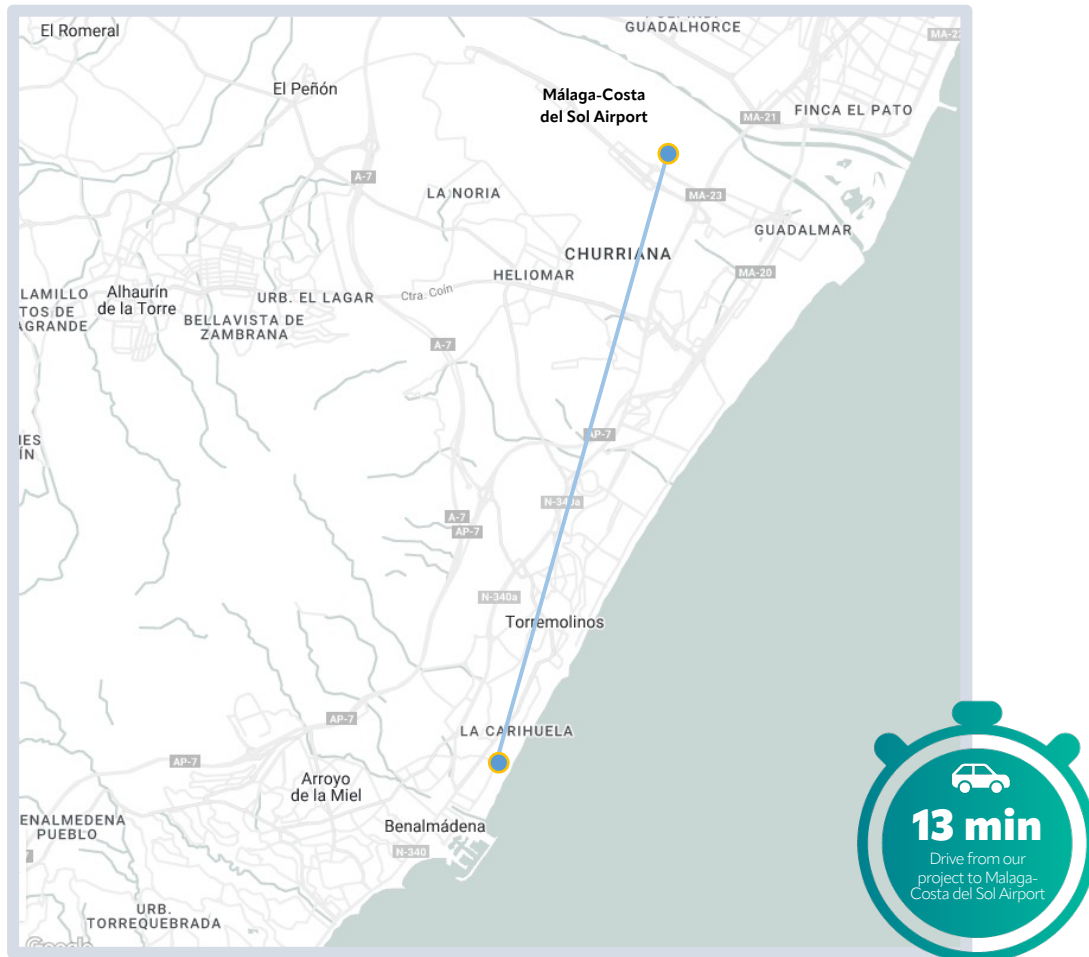 El Romeral
GUADALHORCE
El Peñón
Málaga-Costa
del Sol Airport
MA-21
FINCA EL PATO
A-7
LA NORIA
MA-23
GUADALMAR
CHURRIANA
HELIOMAR
MA-20
Alhaurín
de la Torre
URB. EL LAGAR
Ctra. Coín
BELLAVISTA DE
ZAMBRANA
LAMILLO
TOS DE
AGRANDE
A-7
AP-7
N-340a
A-7
AP-7
N-340a
Torremolinos
AP-7
LA CARIHUELA
AP-7
Arroyo
de la Miel
ENALMEDENA
PUEBLO
Benalmádena
N-340
URB.
TORREQUEBRADA
13 min
Drive from our
project to Malaga-
Costa del Sol Airport